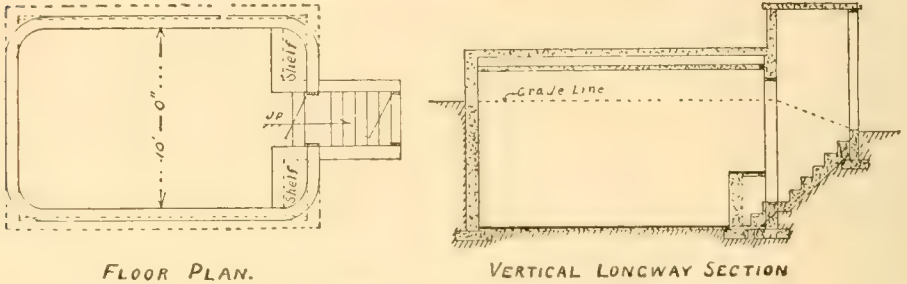 Shelf
UP
10'-0"
Shelf
FLOOR PLAN.
Grade Line
VERTICAL LONGWAY SECTION